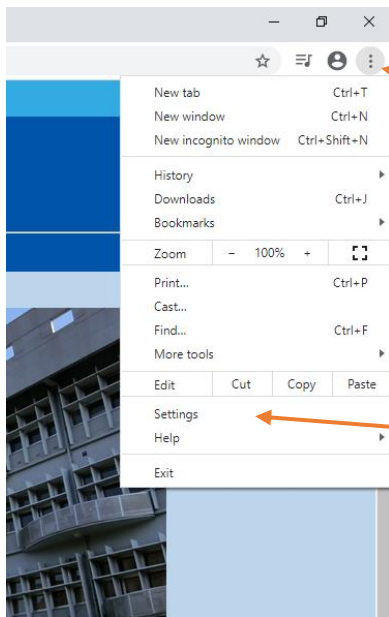 New tab Ctrl+T
New window Ctrl+N
New incognito window Ctrl+Shift+N
History
Downloads Ctrl+J
Bookmarks
Zoom – 100% +
Print... Ctrl+P
Cast...
Find... Ctrl+F
More tools
Edit Cut Copy Paste
Settings
Help
Exit